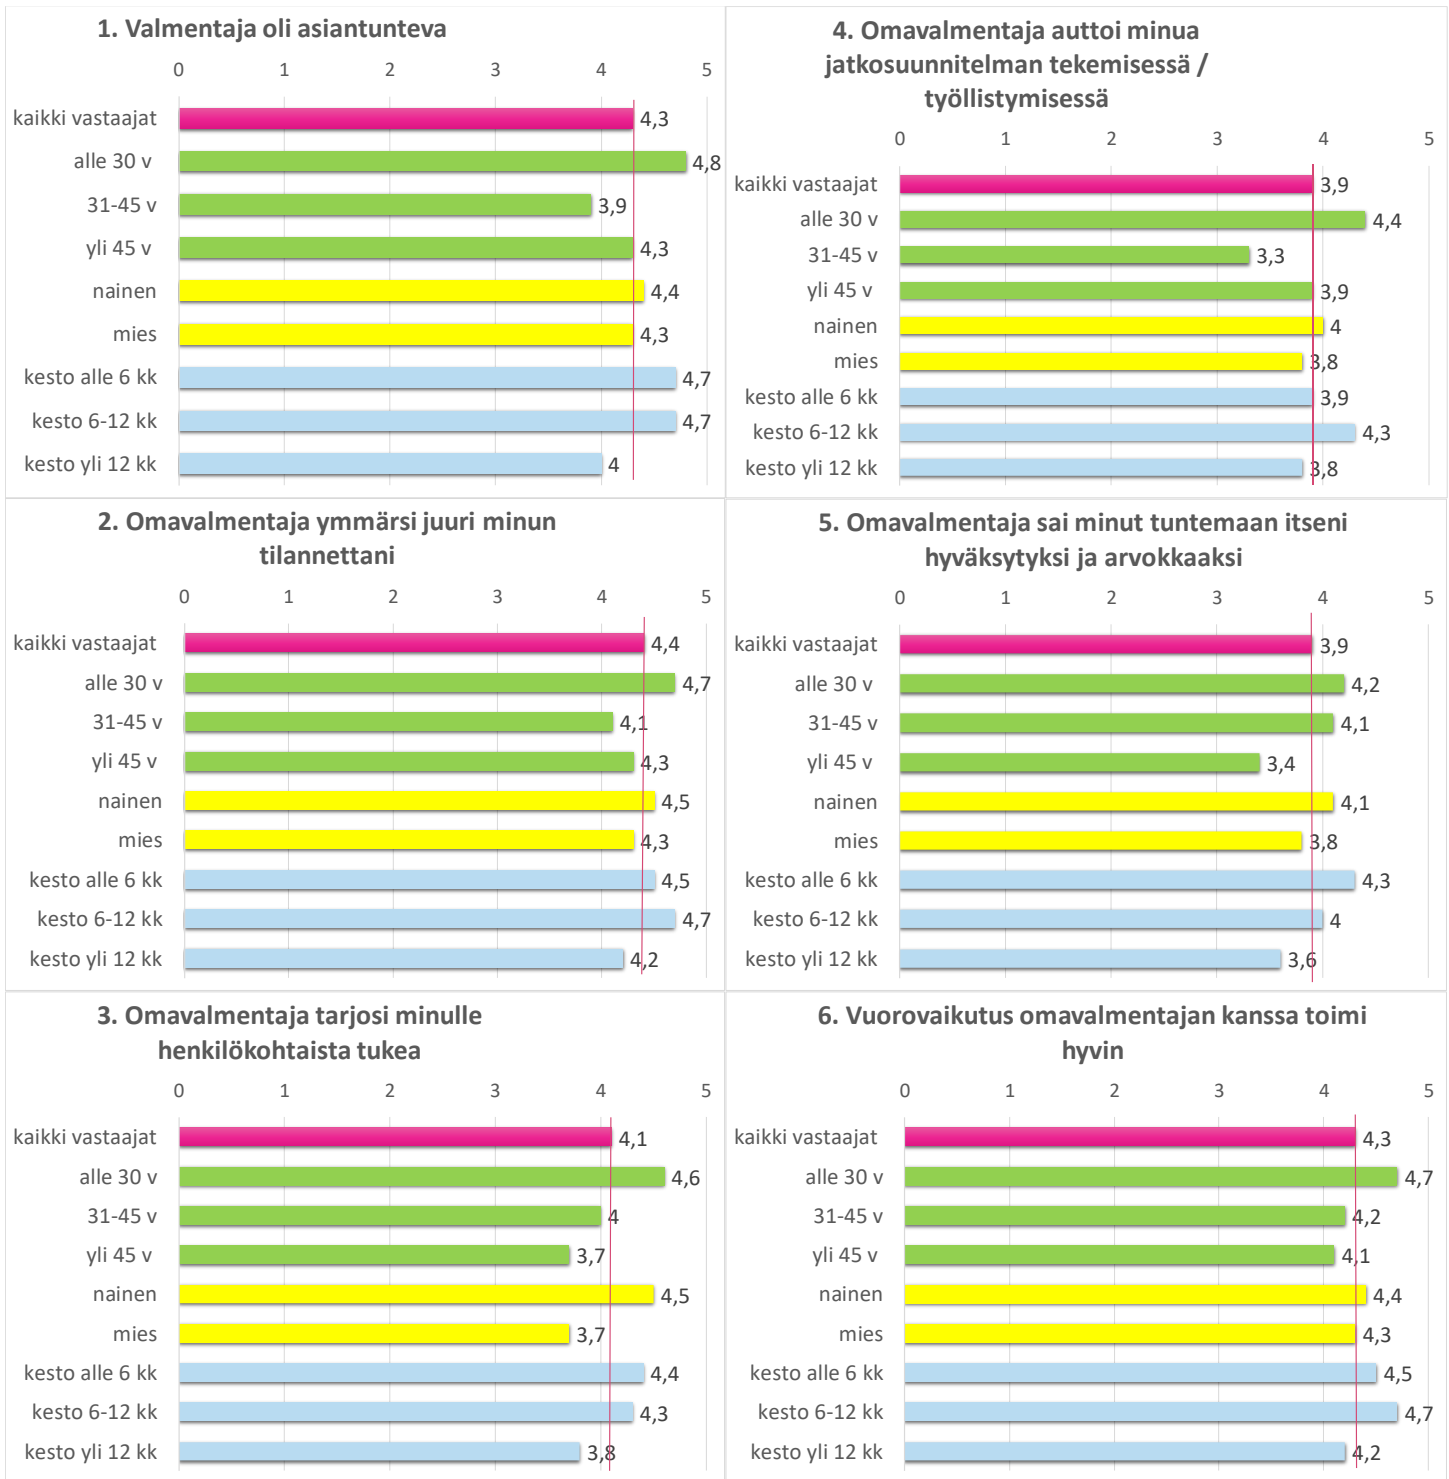 1. Valmentaja oli asiantunteva
0 1 2 3 4 5
kaikki vastaajat 4,3
alle 30 v 4,8
31-45 v 3,9
yli 45 v 4,3
nainen 4,4
mies 4,3
kesto alle 6 kk 4,7
kesto 6-12 kk 4,7
kesto yli 12 kk 4
2. Omavalmentaja ymmärsi juuri minun
tilannettani
0 1 2 3 4 5
kaikki vastaajat 4,4
alle 30 v 4,7
31-45 v 4,1
yli 45 v 4,3
nainen 4,5
mies 4,3
kesto alle 6 kk 4,5
kesto 6-12 kk 4,7
kesto yli 12 kk 4,2
3. Omavalmentaja tarjosi minulle
henkilökohtaista tukea
0 1 2 3 4 5
kaikki vastaajat 4,1
alle 30 v 4,6
31-45 v 4
yli 45 v 3,7
nainen 4,5
mies 3,7
kesto alle 6 kk 4,4
kesto 6-12 kk 4,3
kesto yli 12 kk 3,8
4. Omavalmentaja auttoi minua
jatkosuunnitelman tekemisessä /
työllistymisessä
0 1 2 3 4 5
kaikki vastaajat 3,9
alle 30 v 4,4
31-45 v 3,3
yli 45 v 3,9
nainen 4
mies 3,8
kesto alle 6 kk 3,9
kesto 6-12 kk 4,3
kesto yli 12 kk 3,8
5. Omavalmentaja sai minut tuntemaan itseni
hyväksytyksi ja arvokkaaksi
0 1 2 3 4 5
kaikki vastaajat 3,9
alle 30 v 4,2
31-45 v 4,1
yli 45 v 3,4
nainen 4,1
mies 3,8
kesto alle 6 kk 4,3
kesto 6-12 kk 4
kesto yli 12 kk 3,6
6. Vuorovaikutus omavalmentajan kanssa toimi
hyvin
0 1 2 3 4 5
kaikki vastaajat 4,3
alle 30 v 4,7
31-45 v 4,2
yli 45 v 4,1
nainen 4,4
mies 4,3
kesto alle 6 kk 4,5
kesto 6-12 kk 4,7
kesto yli 12 kk 4,2